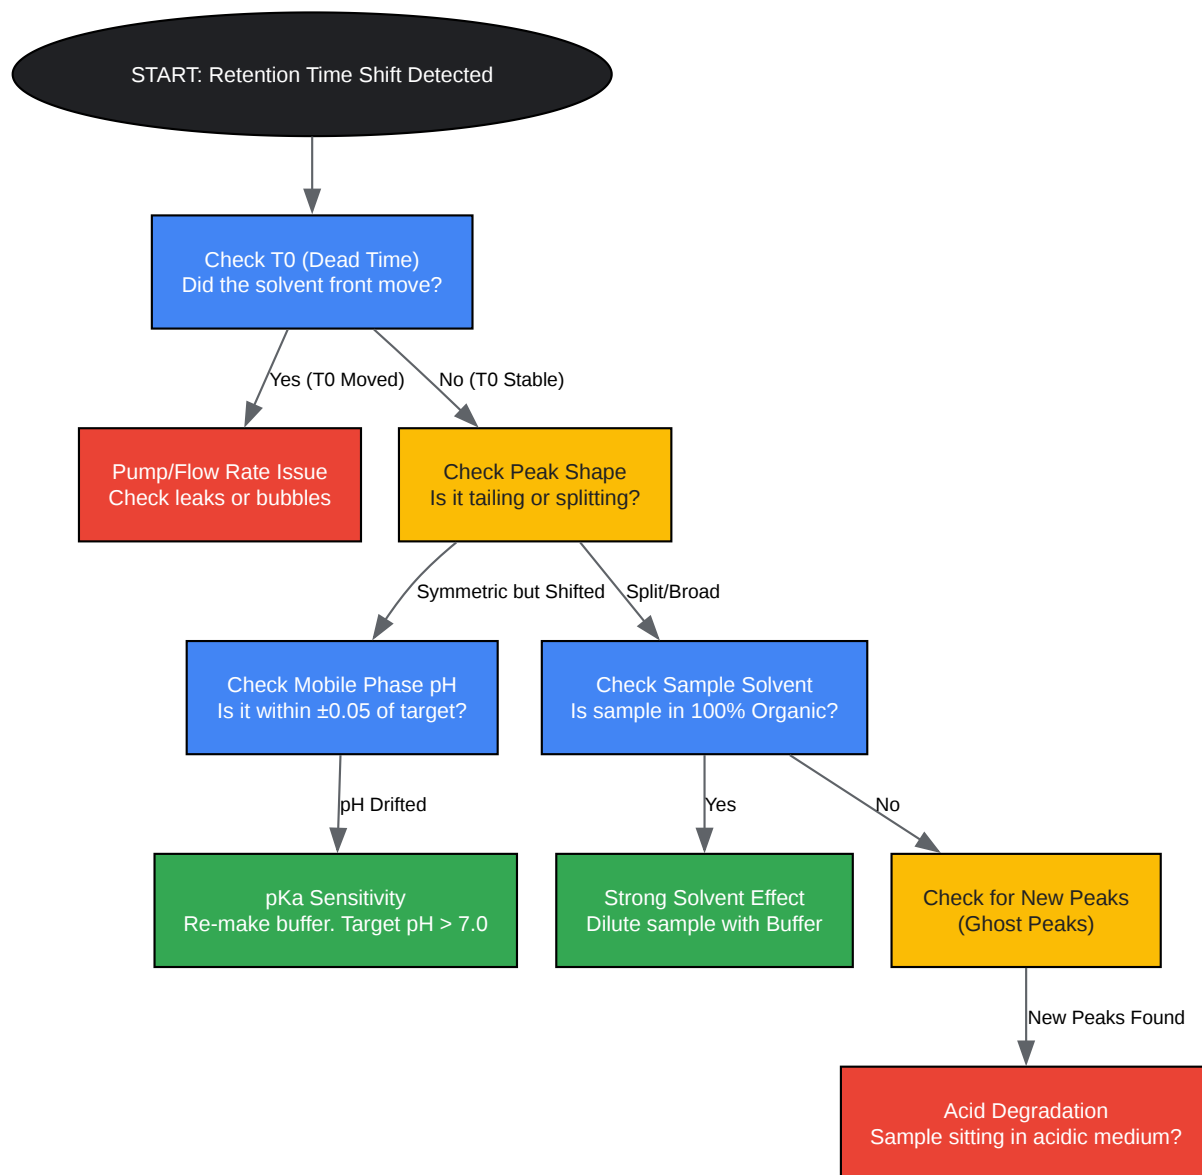 START: Retention Time Shift Detected
Check T0 (Dead Time)
Did the solvent front move?
Yes (T0 Moved)
No (T0 Stable)
Pump/Flow Rate Issue
Check leaks or bubbles
Check Peak Shape
Is it tailing or splitting?
Symmetric but Shifted
Split/Broad
Check Mobile Phase pH
Is it within ±0.05 of target?
Check Sample Solvent
Is sample in 100% Organic?
pH Drifted
Yes
No
pKa Sensitivity
Re-make buffer. Target pH > 7.0
Strong Solvent Effect
Dilute sample with Buffer
Check for New Peaks
(Ghost Peaks)
New Peaks Found
Acid Degradation
Sample sitting in acidic medium?